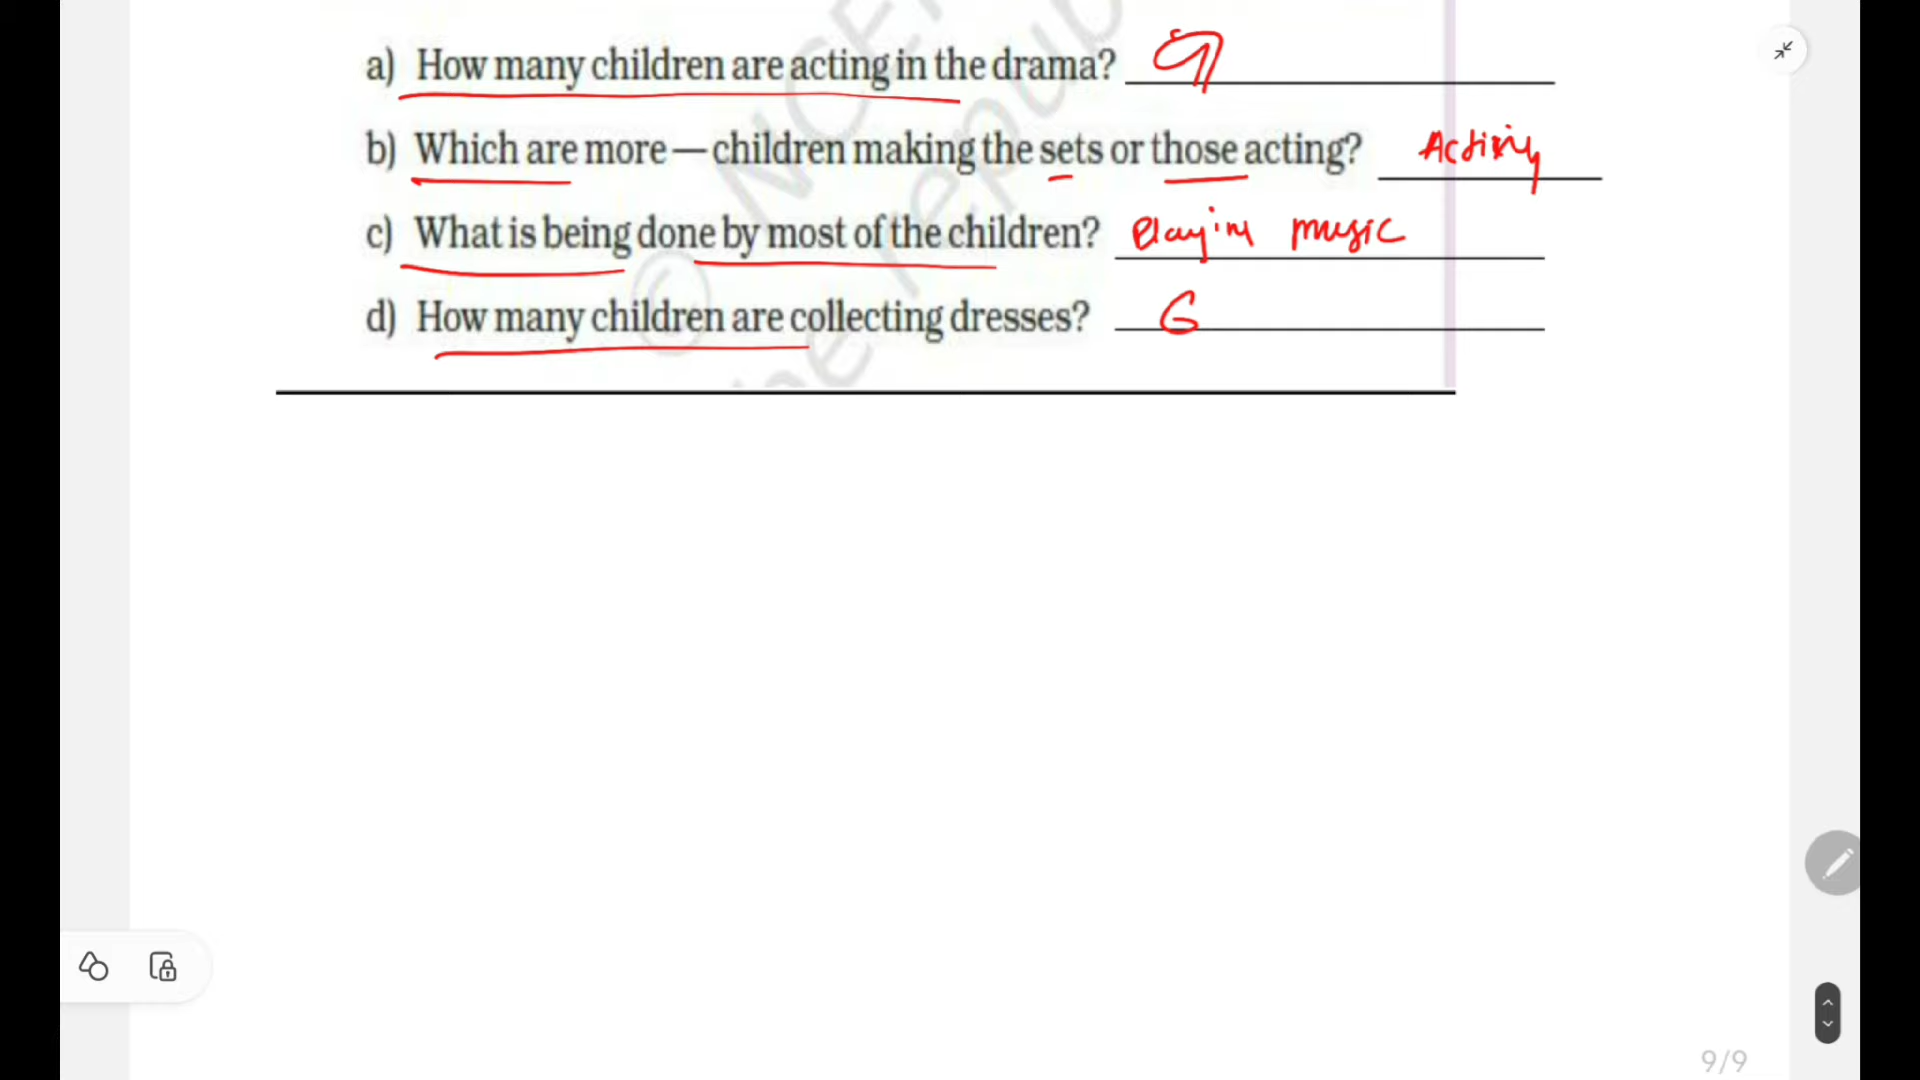 a) How many children are acting in the drama? 9
b) Which are more—children making the sets or those acting? Acting
c) What is being done by most of the children? Playing music
d) How many children are collecting dresses? 6
© NCERT
9/9